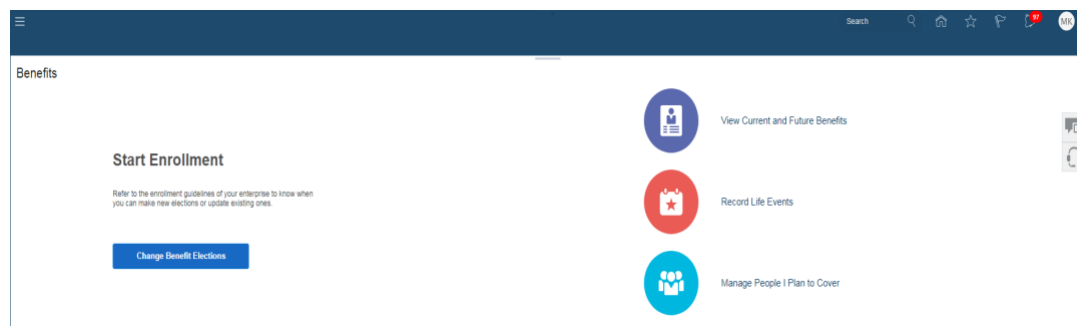 Search
97
MK
Benefits
View Current and Future Benefits
Start Enrollment
Refer to the enrollment guidelines of your enterprise to know when
you can make new elections or update existing ones.
Record Life Events
Change Benefit Elections
Manage People I Plan to Cover